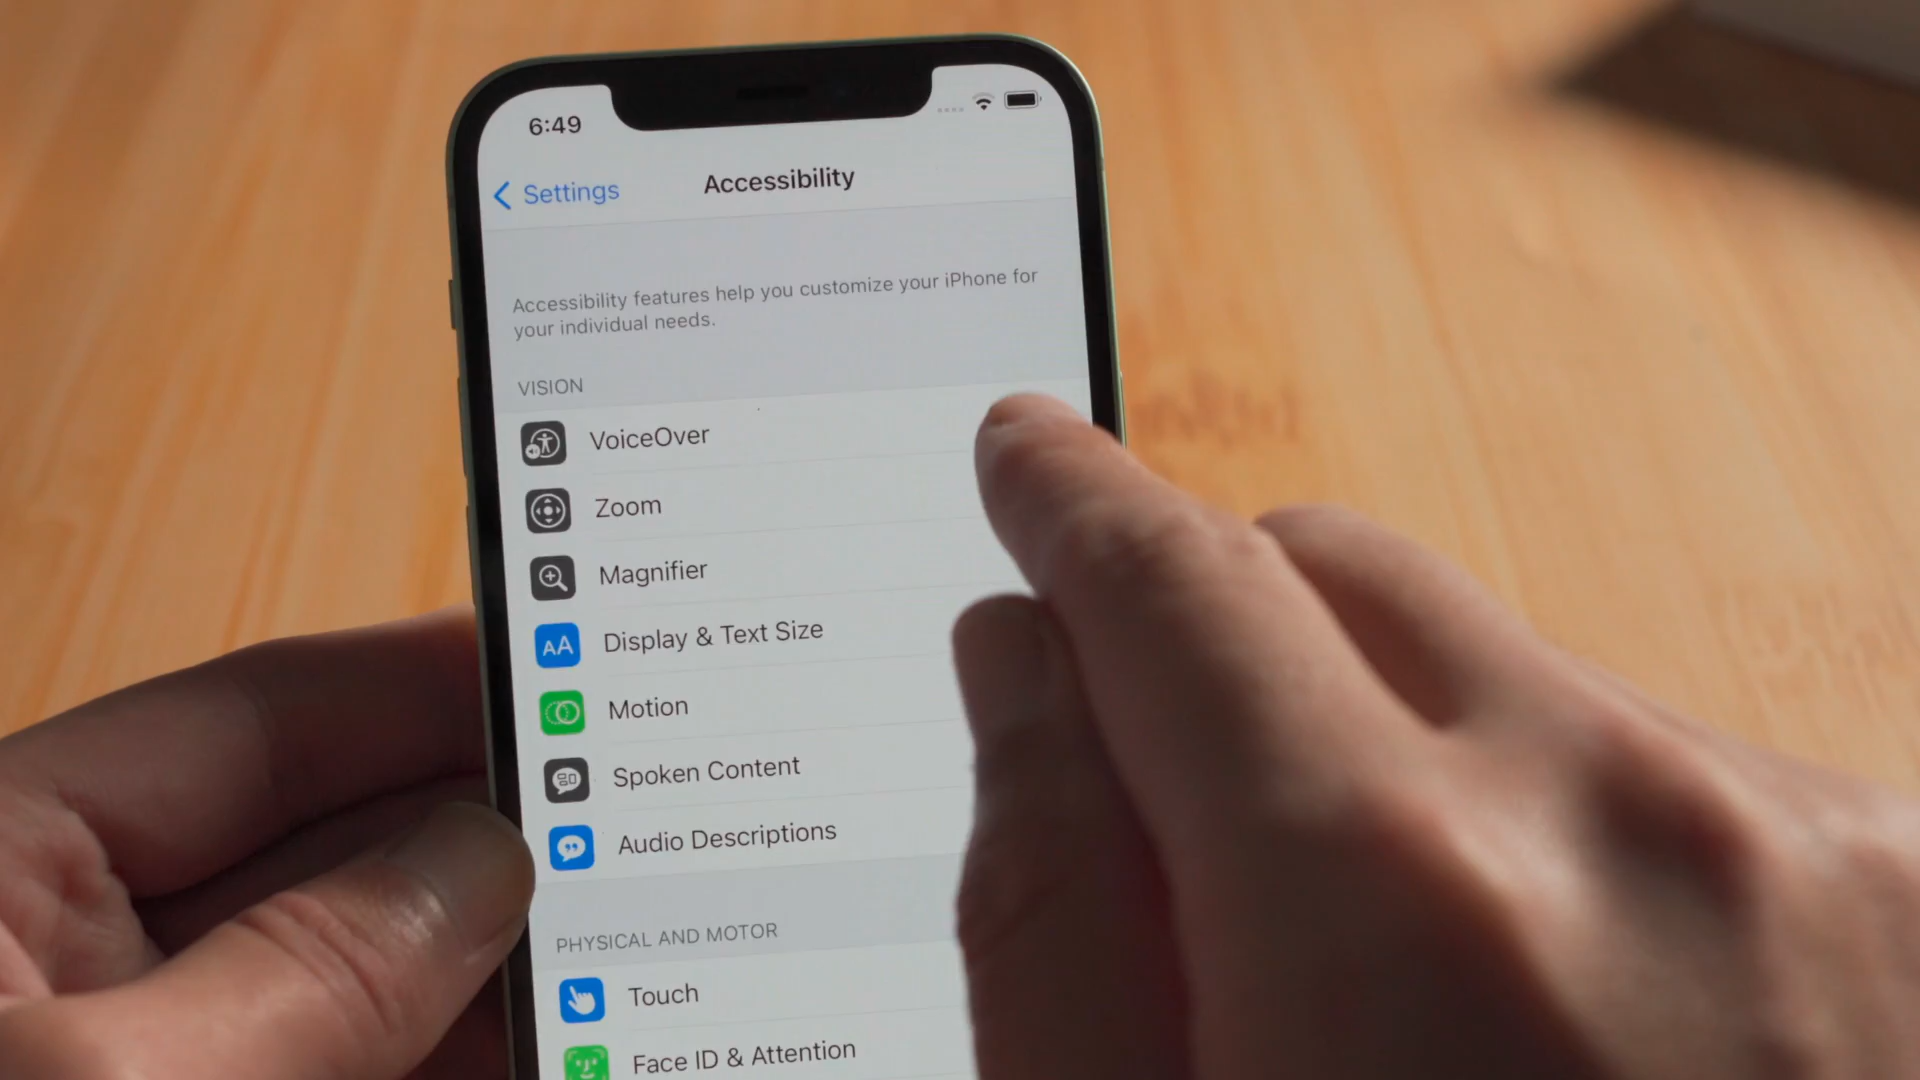 6:49
Settings
Accessibility
Accessibility features help you customize your iPhone for
your individual needs.
VISION
VoiceOver
Zoom
Magnifier
AA
Display & Text Size
Motion
Spoken Content
Audio Descriptions
PHYSICAL AND MOTOR
Touch
Face ID & Attention